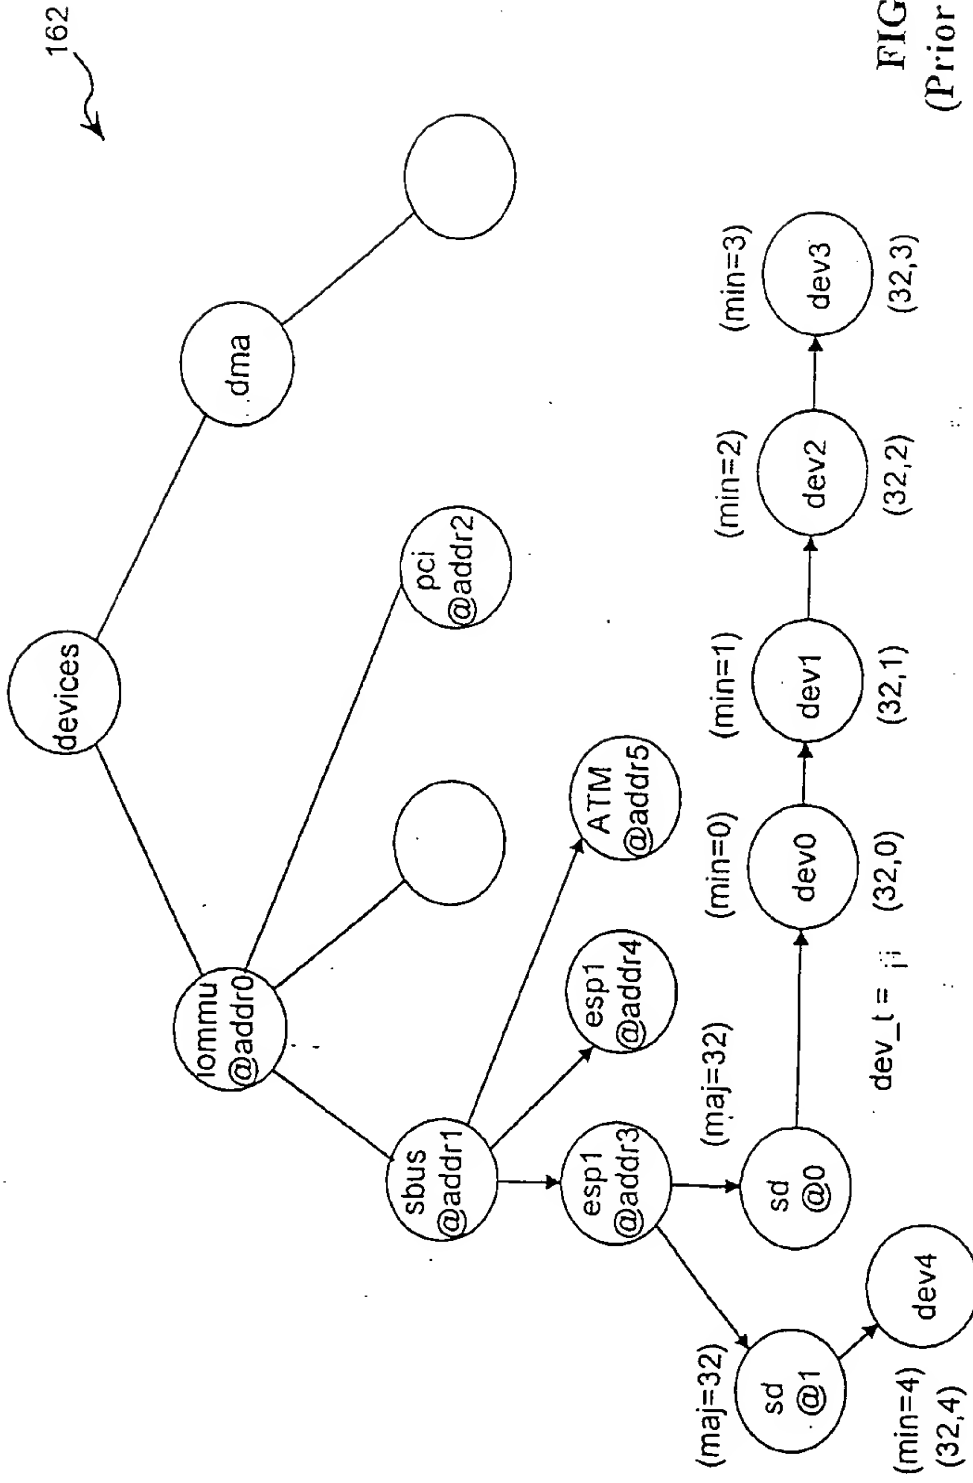 162
devices
dma
iommu
@addr0
pci
@addr2
sbus
@addr1
ATM
@addr5
esp1
@addr4
esp1
@addr3
(maj=32)
(min=0)
(min=1)
(min=2)
(min=3)
sd
@0
dev0
dev1
dev2
dev3
dev_t =
(32,0)
(32,1)
(32,2)
(32,3)
(maj=32)
sd
@1
dev4
(min=4)
(32,4)
FIG
(Prior